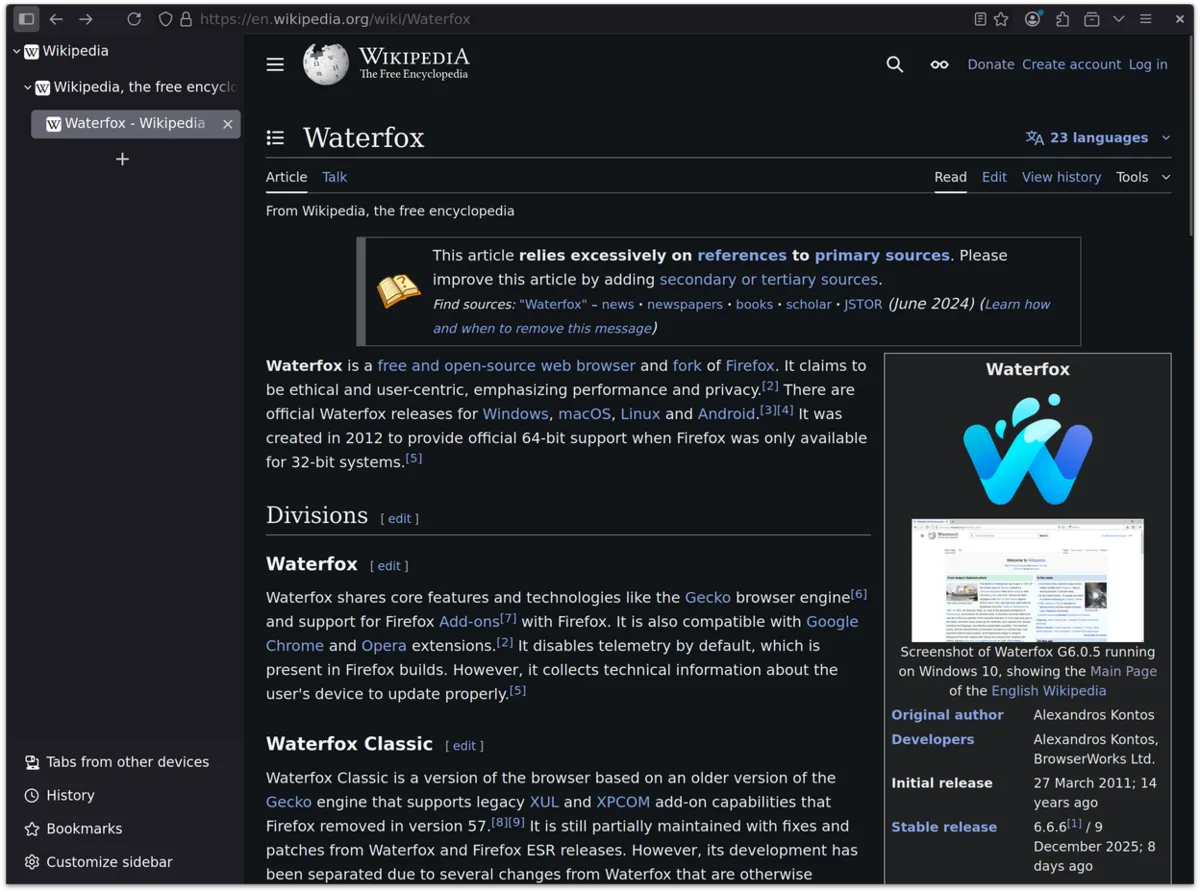 https://en.wikipedia.org/wiki/Waterfox
Wikipedia
Wikipedia, the free encyclo
Waterfox - Wikipedia
Tabs from other devices
History
Bookmarks
Customize sidebar
WIKIPEDIA
The Free Encyclopedia
Donate Create account Log in
Waterfox
23 languages
Article Talk
Read Edit View history Tools
From Wikipedia, the free encyclopedia
This article relies excessively on references to primary sources. Please
improve this article by adding secondary or tertiary sources.
Find sources: "Waterfox" – news · newspapers · books · scholar · JSTOR (June 2024) (Learn how
and when to remove this message)
Waterfox is a free and open-source web browser and fork of Firefox. It claims to
be ethical and user-centric, emphasizing performance and privacy.[2] There are
official Waterfox releases for Windows, macOS, Linux and Android.[3][4] It was
created in 2012 to provide official 64-bit support when Firefox was only available
for 32-bit systems.[5]
Divisions [ edit ]
Waterfox [ edit ]
Waterfox shares core features and technologies like the Gecko browser engine[6]
and support for Firefox Add-ons[7] with Firefox. It is also compatible with Google
Chrome and Opera extensions.[2] It disables telemetry by default, which is
present in Firefox builds. However, it collects technical information about the
user's device to update properly.[5]
Waterfox Classic [ edit ]
Waterfox Classic is a version of the browser based on an older version of the
Gecko engine that supports legacy XUL and XPCOM add-on capabilities that
Firefox removed in version 57.[8][9] It is still partially maintained with fixes and
patches from Waterfox and Firefox ESR releases. However, its development has
been separated due to several changes from Waterfox that are otherwise
Waterfox
Screenshot of Waterfox G6.0.5 running
on Windows 10, showing the Main Page
of the English Wikipedia
Original author Alexandros Kontos
Developers Alexandros Kontos,
BrowserWorks Ltd.
Initial release 27 March 2011; 14
years ago
Stable release 6.6.6[1] / 9
December 2025; 8
days ago